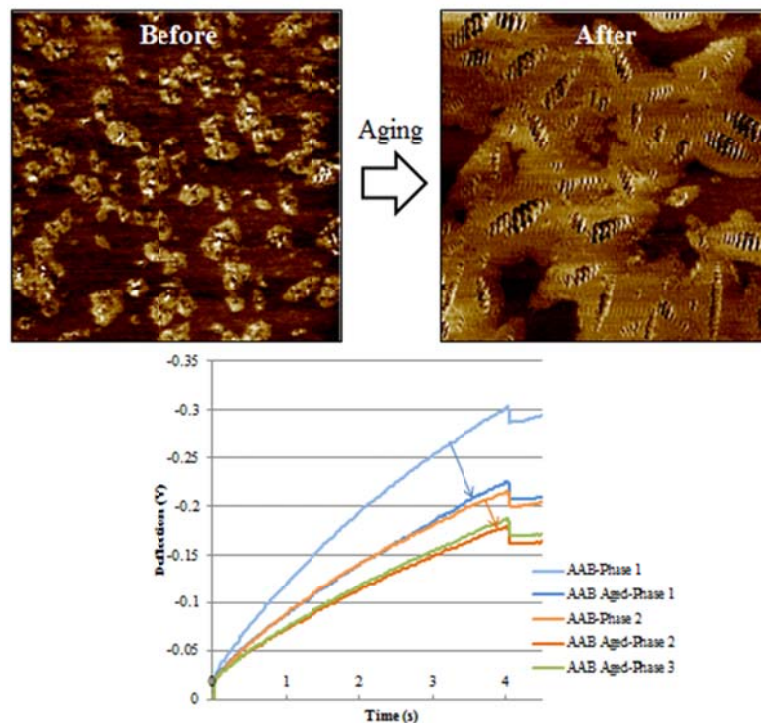 Before
After
Aging
-0.35
-0.3
-0.25
-0.2
-0.15
-0.1
-0.05
0
0
1
2
3
4
Deflection (V)
Time (s)
AAB-Phase 1
AAB Aged-Phase 1
AAB-Phase 2
AAB Aged-Phase 2
AAB Aged-Phase 3